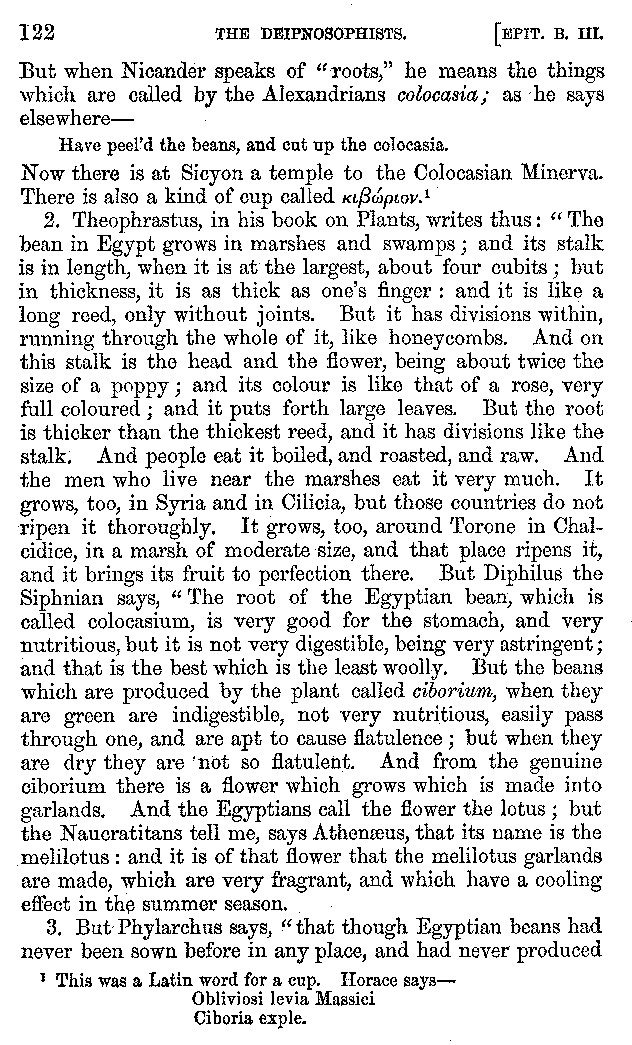 122 THE DEIPNOSOPHISTS. [EPIT. B. III.
But when Nicander speaks of “roots,” he means the things
which are called by the Alexandrians colocasia; as he says
elsewhere—
Have peel’d the beans, and cut up the colocasia.
Now there is at Sicyon a temple to the Colocasian Minerva.
There is also a kind of cup called κιβώριον.¹
2. Theophrastus, in his book on Plants, writes thus: “The
bean in Egypt grows in marshes and swamps; and its stalk
is in length, when it is at the largest, about four cubits; but
in thickness, it is as thick as one’s finger: and it is like a
long reed, only without joints. But it has divisions within,
running through the whole of it, like honeycombs. And on
this stalk is the head and the flower, being about twice the
size of a poppy; and its colour is like that of a rose, very
full coloured; and it puts forth large leaves. But the root
is thicker than the thickest reed, and it has divisions like the
stalk. And people eat it boiled, and roasted, and raw. And
the men who live near the marshes eat it very much. It
grows, too, in Syria and in Cilicia, but those countries do not
ripen it thoroughly. It grows, too, around Torone in Chal-
cidice, in a marsh of moderate size, and that place ripens it,
and it brings its fruit to perfection there. But Diphilus the
Siphnian says, “The root of the Egyptian bean, which is
called colocasium, is very good for the stomach, and very
nutritious, but it is not very digestible, being very astringent;
and that is the best which is the least woolly. But the beans
which are produced by the plant called ciborium, when they
are green are indigestible, not very nutritious, easily pass
through one, and are apt to cause flatulence; but when they
are dry they are not so flatulent. And from the genuine
ciborium there is a flower which grows which is made into
garlands. And the Egyptians call the flower the lotus; but
the Naucratitans tell me, says Athenæus, that its name is the
melilotus: and it is of that flower that the melilotus garlands
are made, which are very fragrant, and which have a cooling
effect in the summer season.
3. But Phylarchus says, “that though Egyptian beans had
never been sown before in any place, and had never produced
¹ This was a Latin word for a cup. Horace says—
Obliviosi levia Massici
Ciboria exple.